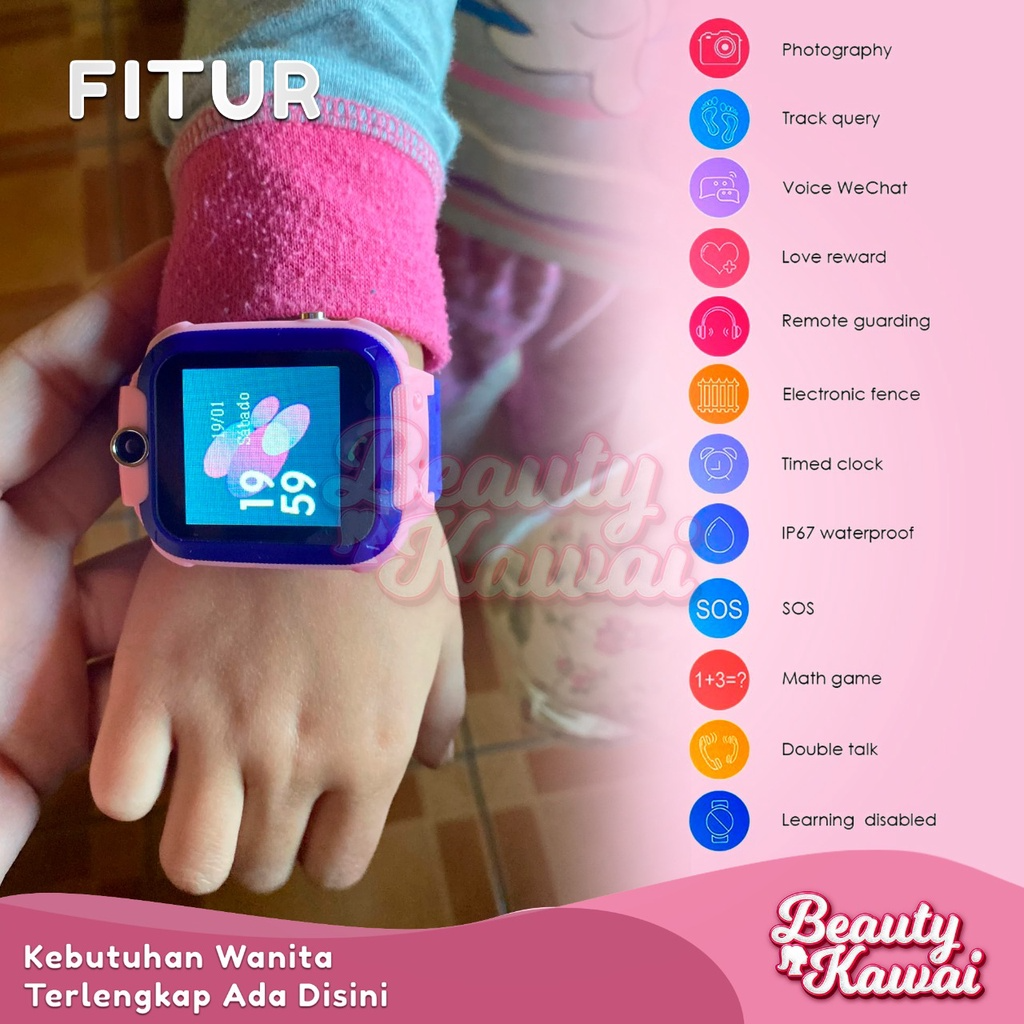 FITUR
Photography
Track query
Voice WeChat
Love reward
Remote guarding
Electronic fence
Timed clock
IP67 waterproof
SOS
SOS
1+3=?
Math game
Double talk
Learning disabled
19/01
Sábado
19
59
Beauty
Kawai
Kebutuhan Wanita
Terlengkap Ada Disini
Beauty
Kawai